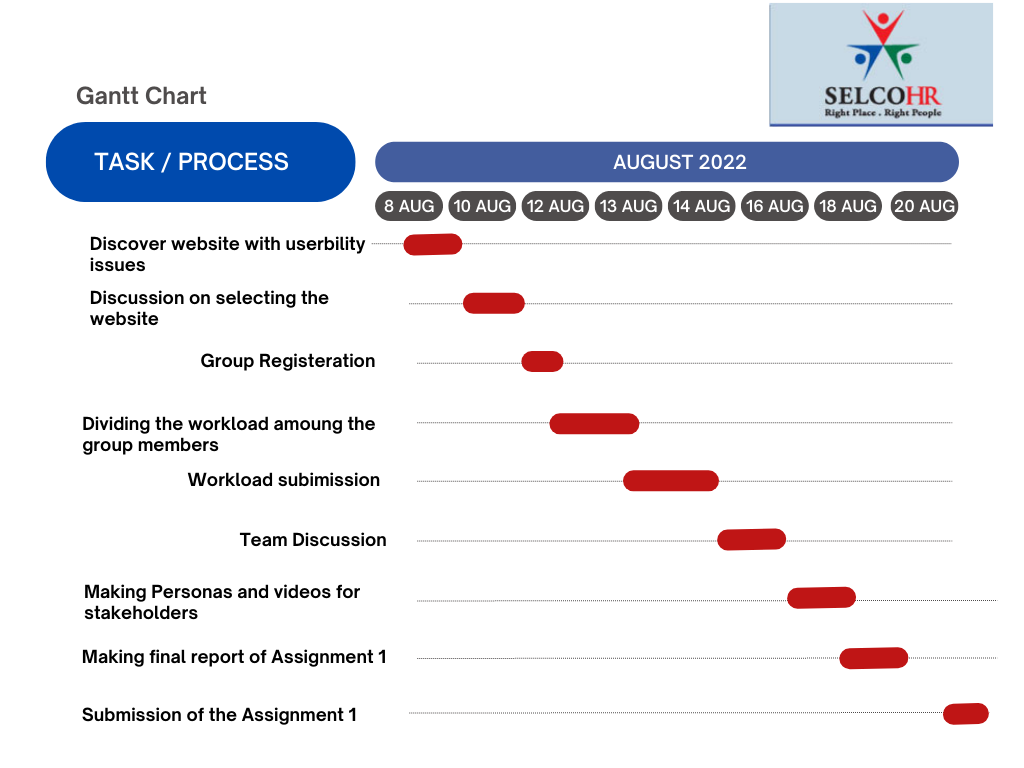 SELCOHR
Right Place . Right People
Gantt Chart
TASK / PROCESS
AUGUST 2022
8 AUG 10 AUG 12 AUG 13 AUG 14 AUG 16 AUG 18 AUG 20 AUG
Discover website with userbility
issues
Discussion on selecting the
website
Group Registeration
Dividing the workload amoung the
group members
Workload subimission
Team Discussion
Making Personas and videos for
stakeholders
Making final report of Assignment 1
Submission of the Assignment 1